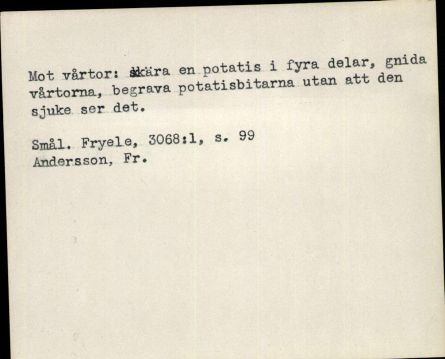 Mot vårtor: skära en potatis i fyra delar, gnida
vårtorna, begrava potatisbitarna utan att den
sjuke ser det.
Smål. Fryele, 3068:1, s. 99
Andersson, Fr.